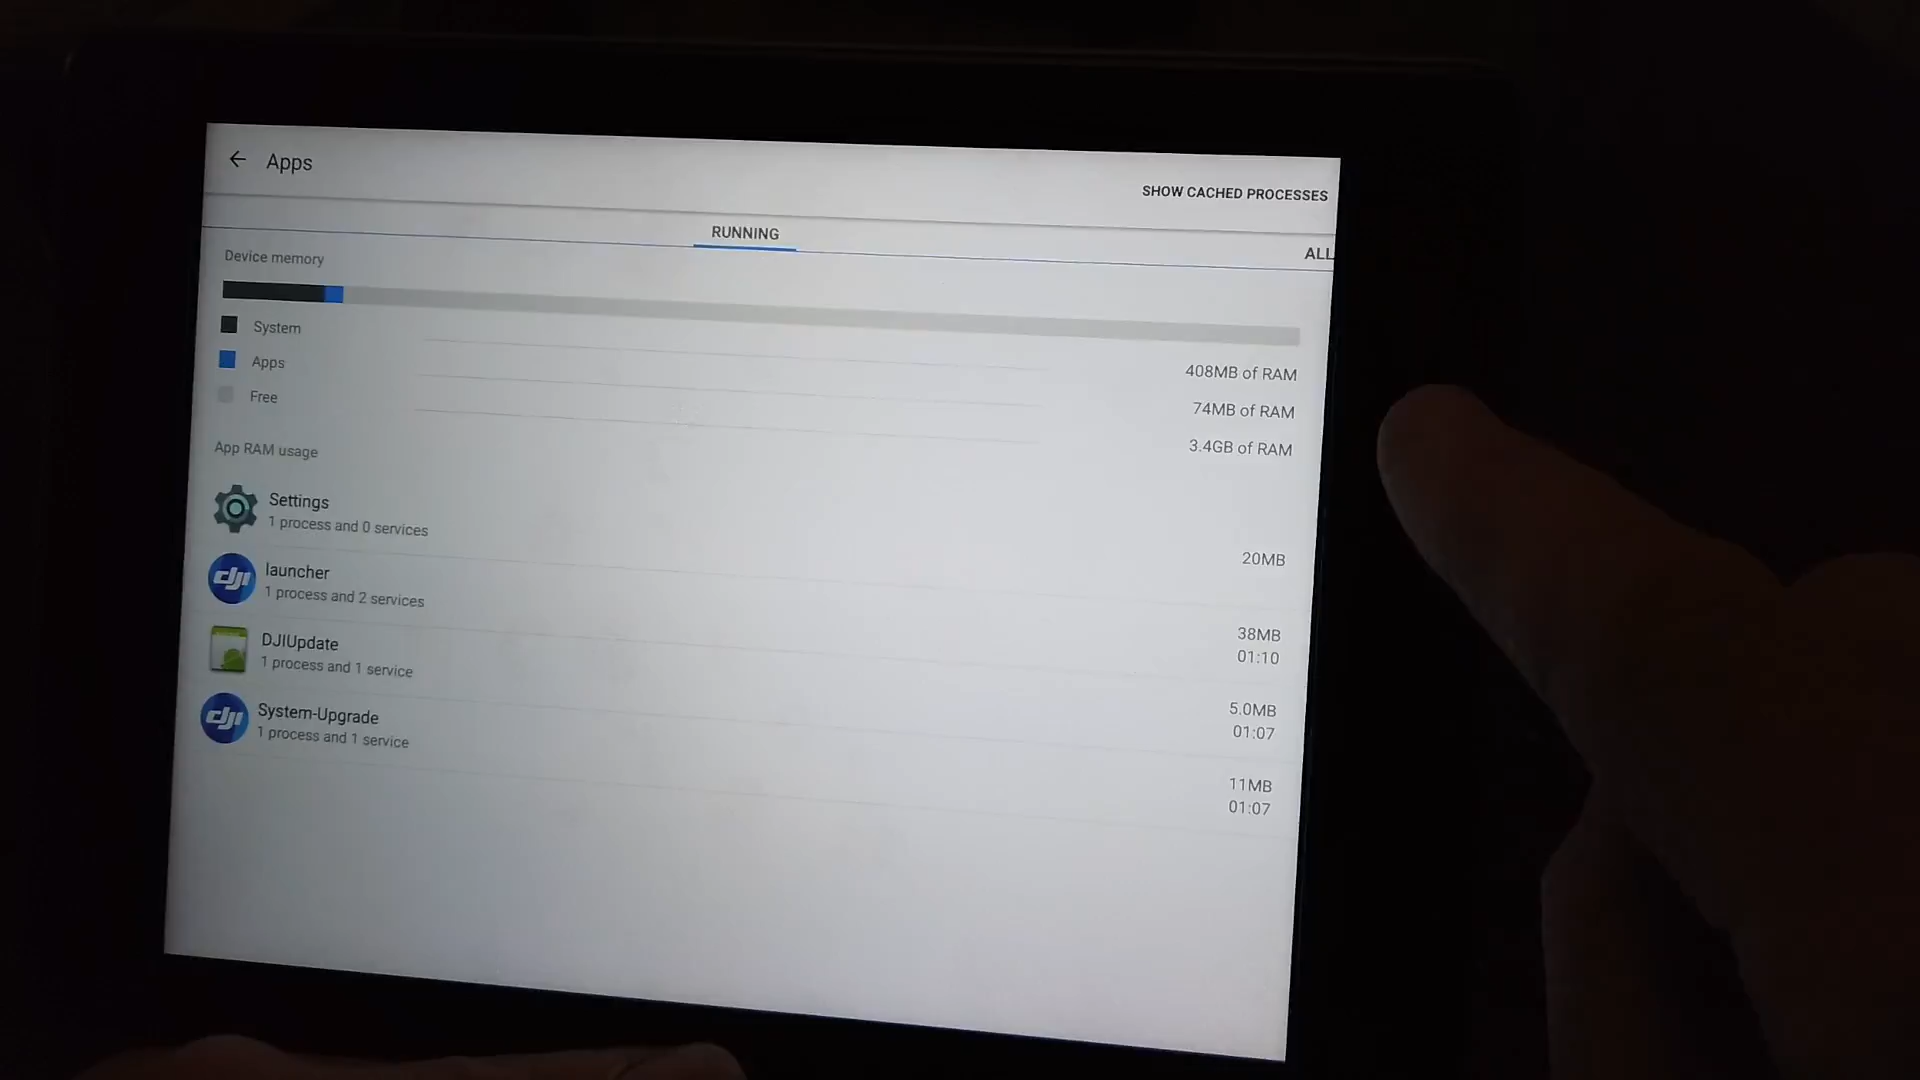 Apps
SHOW CACHED PROCESSES
RUNNING
ALL
Device memory
System
408MB of RAM
Apps
74MB of RAM
Free
3.4GB of RAM
App RAM usage
Settings
1 process and 0 services
20MB
dji
launcher
1 process and 2 services
38MB
01:10
DJIUpdate
1 process and 1 service
5.0MB
01:07
dji
System-Upgrade
1 process and 1 service
11MB
01:07